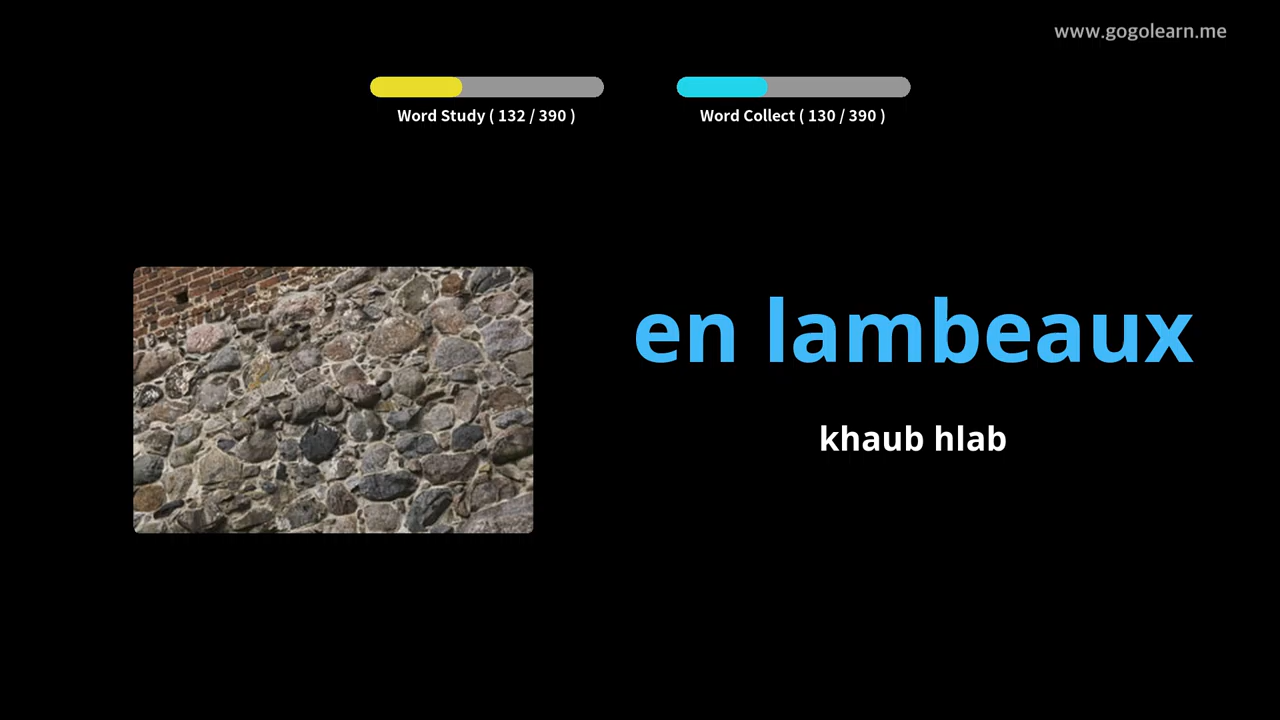 www.gogolearn.me
Word Study ( 132 / 390 )
Word Collect ( 130 / 390 )
en lambeaux
khaub hlab